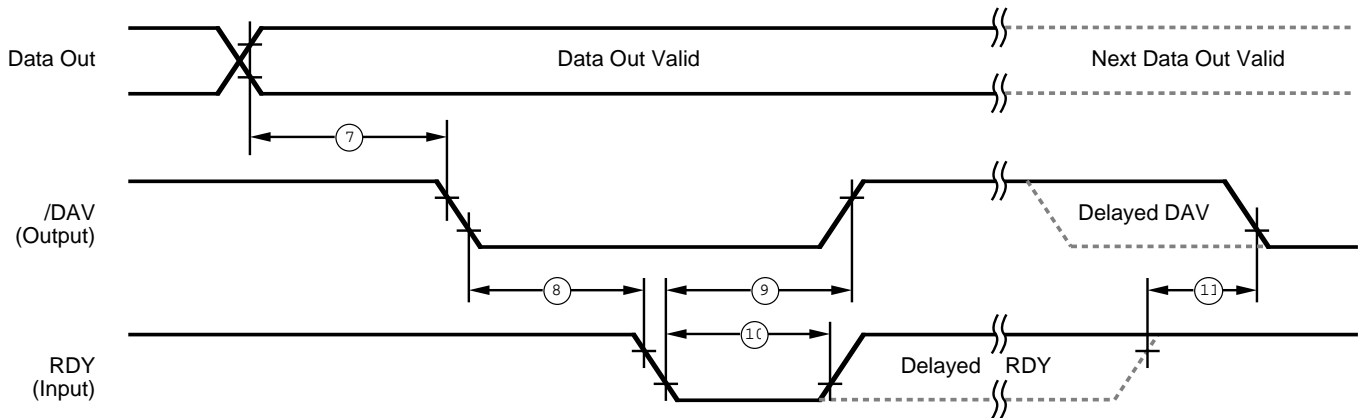 Data Out
Data Out Valid
Next Data Out Valid
7
/DAV
(Output)
Delayed DAV
8
9
11
10
RDY
(Input)
Delayed RDY